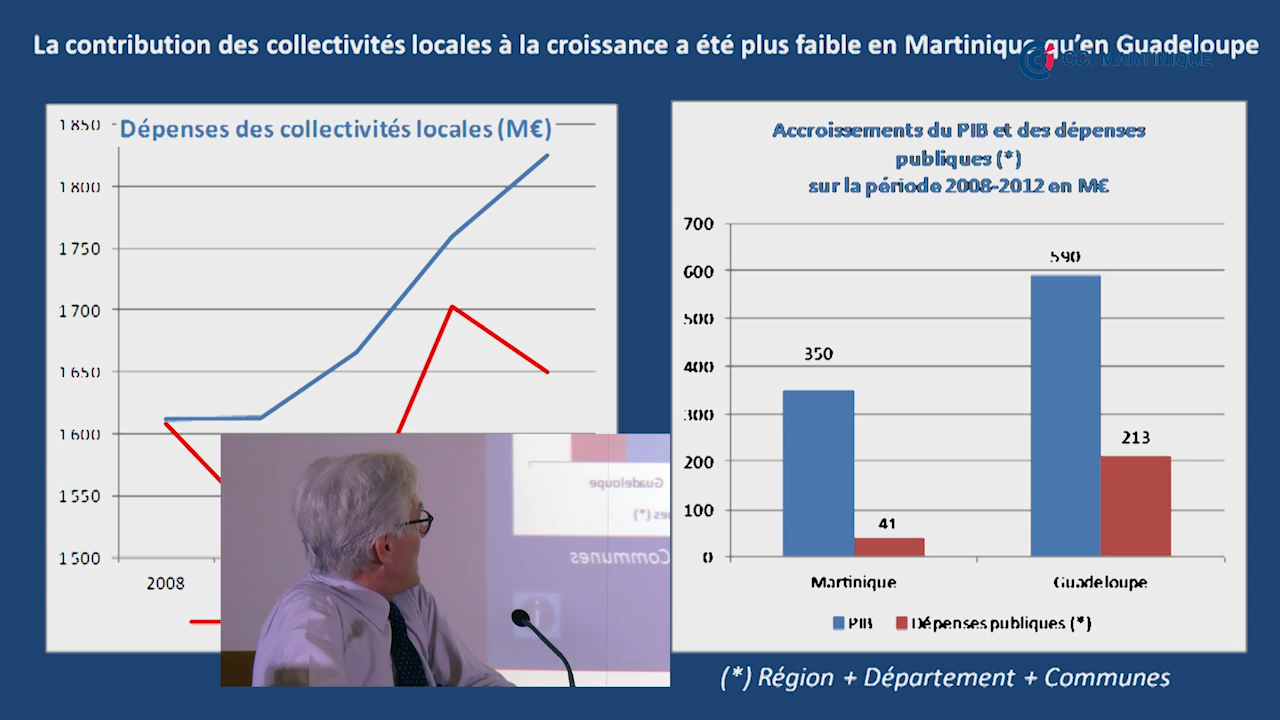 La contribution des collectivités locales à la croissance a été plus faible en Martinique qu'en Guadeloupe
CCI MARTINIQUE
Dépenses des collectivités locales (M€)
1850
1800
1750
1700
1650
1600
1550
1500
2008
Accroissements du PIB et des dépenses
publiques (*)
sur la période 2008-2012 en M€
700
600
500
400
300
200
100
0
350
41
590
213
Martinique
Guadeloupe
PIB
Dépenses publiques (*)
Guadeloupe
(*)
Communes
(*) Région + Département + Communes